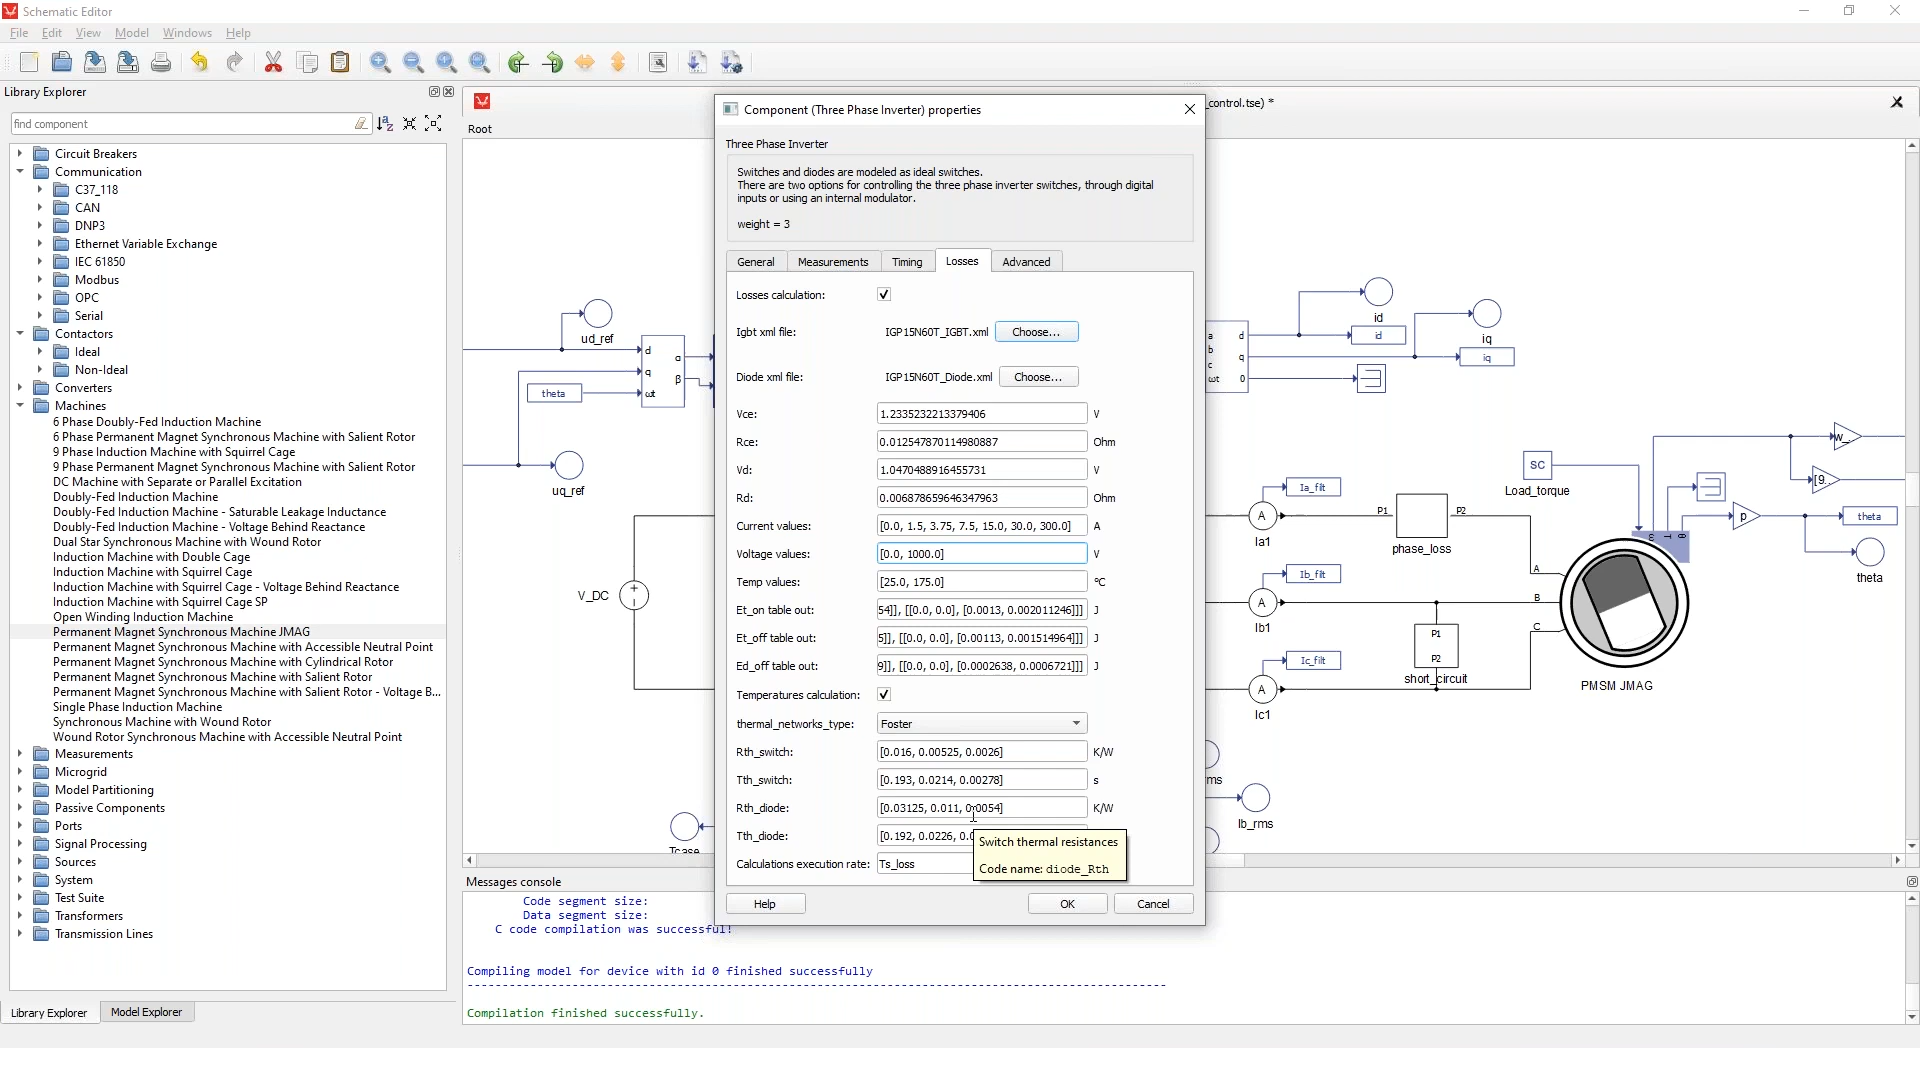 Schematic Editor
File Edit View Model Windows Help
Library Explorer
find component
Circuit Breakers
Communication
C37_118
CAN
DNP3
Ethernet Variable Exchange
IEC 61850
Modbus
OPC
Serial
Contactors
Ideal
Non-Ideal
Converters
Machines
6 Phase Doubly-Fed Induction Machine
6 Phase Permanent Magnet Synchronous Machine with Salient Rotor
9 Phase Induction Machine with Squirrel Cage
9 Phase Permanent Magnet Synchronous Machine with Salient Rotor
DC Machine with Separate or Parallel Excitation
Doubly-Fed Induction Machine
Doubly-Fed Induction Machine - Saturable Leakage Inductance
Doubly-Fed Induction Machine - Voltage Behind Reactance
Dual Star Synchronous Machine with Wound Rotor
Induction Machine with Double Cage
Induction Machine with Squirrel Cage
Induction Machine with Squirrel Cage - Voltage Behind Reactance
Induction Machine with Squirrel Cage SP
Open Winding Induction Machine
Permanent Magnet Synchronous Machine JMAG
Permanent Magnet Synchronous Machine with Accessible Neutral Point
Permanent Magnet Synchronous Machine with Cylindrical Rotor
Permanent Magnet Synchronous Machine with Salient Rotor
Permanent Magnet Synchronous Machine with Salient Rotor - Voltage B...
Single Phase Induction Machine
Synchronous Machine with Wound Rotor
Wound Rotor Synchronous Machine with Accessible Neutral Point
Measurements
Microgrid
Model Partitioning
Passive Components
Ports
Signal Processing
Sources
System
Test Suite
Transformers
Transmission Lines
Library Explorer Model Explorer
Root
control.tse) *
ud_ref
d
q
ωt
α
β
theta
uq_ref
V_DC
+
Tcase
Component (Three Phase Inverter) properties
Three Phase Inverter
Switches and diodes are modeled as ideal switches.
There are two options for controlling the three phase inverter switches, through digital
inputs or using an internal modulator.
weight = 3
General Measurements Timing Losses Advanced
Losses calculation:
Igbt xml file: IGP15N60T_IGBT.xml Choose...
Diode xml file: IGP15N60T_Diode.xml Choose...
Vce: 1.2335232213379406 V
Rce: 0.012547870114980887 Ohm
Vd: 1.0470488916455731 V
Rd: 0.006878659646347963 Ohm
Current values: [0.0, 1.5, 3.75, 7.5, 15.0, 30.0, 300.0] A
Voltage values: [0.0, 1000.0] V
Temp values: [25.0, 175.0] °C
Et_on table out: 54]], [[0.0, 0.0], [0.0013, 0.002011246]]] J
Et_off table out: 5]], [[0.0, 0.0], [0.00113, 0.001514964]]] J
Ed_off table out: 9]], [[0.0, 0.0], [0.0002638, 0.0006721]]] J
Temperatures calculation:
thermal_networks_type: Foster
Rth_switch: [0.016, 0.00525, 0.0026] K/W
Tth_switch: [0.193, 0.0214, 0.00278] s
Rth_diode: [0.03125, 0.011, 0.0054] K/W
Tth_diode: [0.192, 0.0226, 0.0
Calculations execution rate: Ts_loss
Switch thermal resistances
Code name: diode_Rth
Help OK Cancel
a
b
c
ωt
d
q
0
id
id
iq
iq
Ia_filt
A
Ia1
Ib_filt
A
Ib1
Ic_filt
A
Ic1
P1 P2
phase_loss
P1
P2
short_circuit
SC
Load_torque
A
B
C
ω T θ
PMSM JMAG
w_
[9..
p
theta
theta
ms
Ib_rms
Messages console
Code segment size:
Data segment size:
C code compilation was successful!
Compiling model for device with id 0 finished successfully
Compilation finished successfully.